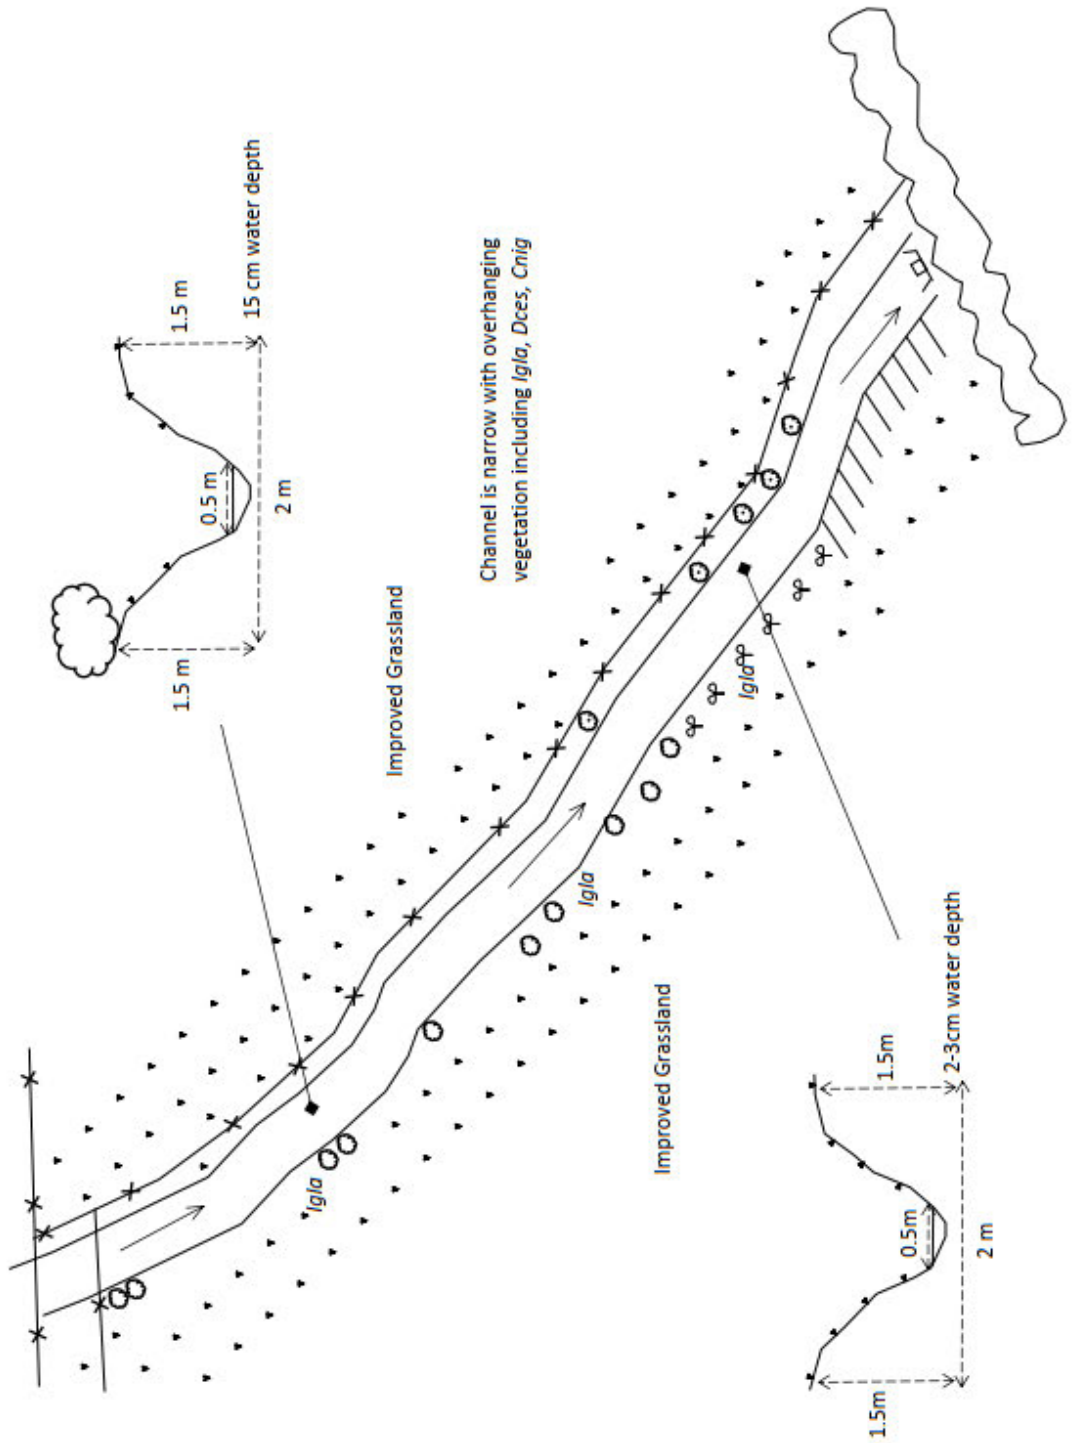 1.5 m
0.5 m
2 m
1.5 m
15 cm water depth
Improved Grassland
Channel is narrow with overhanging
vegetation including Igla, Dces, Cnig
Igla
Igla
Igla
Improved Grassland
1.5m
0.5m
2 m
1.5m
2-3cm water depth